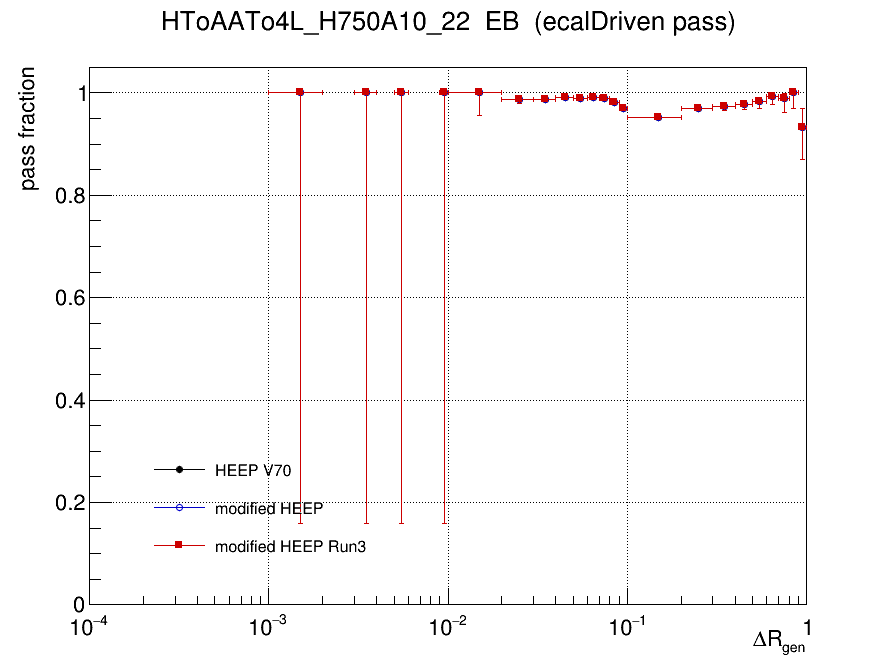 HToAATo4L_H750A10_22 EB (ecalDriven pass)
pass fraction
1
0.8
0.6
0.4
0.2
0
HEEP V70
modified HEEP
modified HEEP Run3
10⁻⁴ 10⁻³ 10⁻² 10⁻¹ 1
ΔR_gen